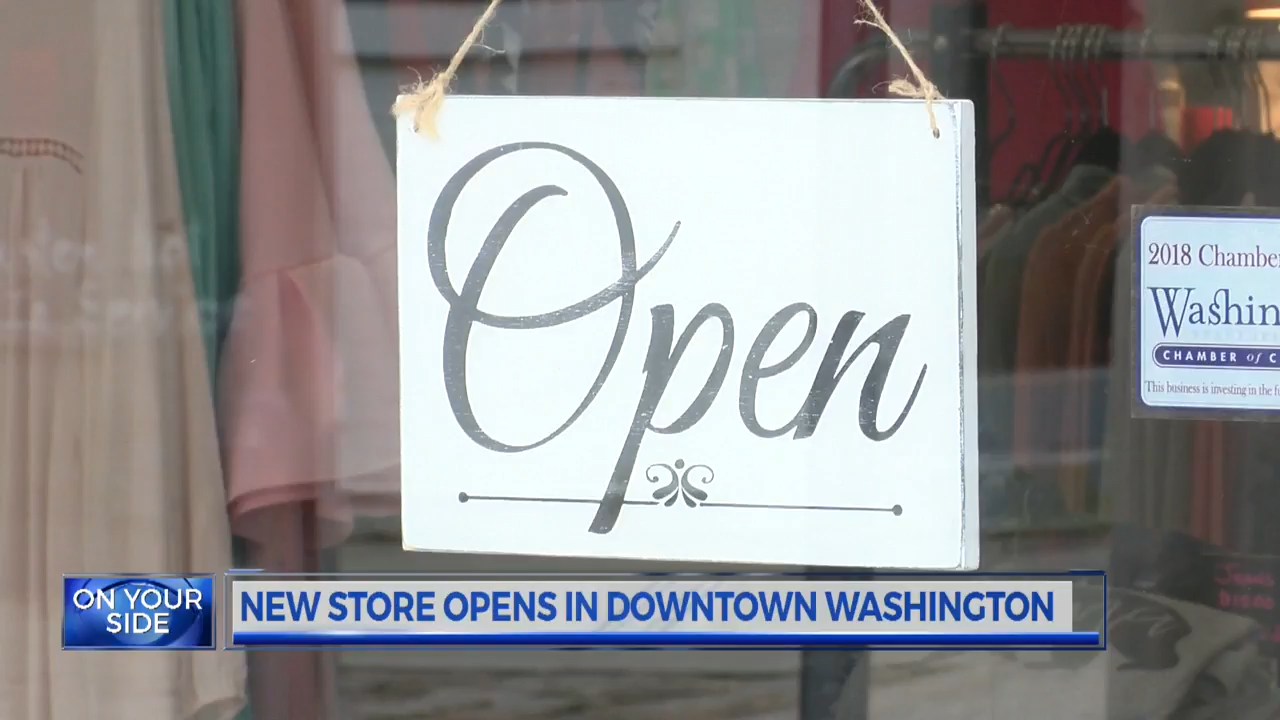 Open
2018 Chamber
Washin
CHAMBER of C
This business is investing in the fu
ON YOUR
SIDE
NEW STORE OPENS IN DOWNTOWN WASHINGTON